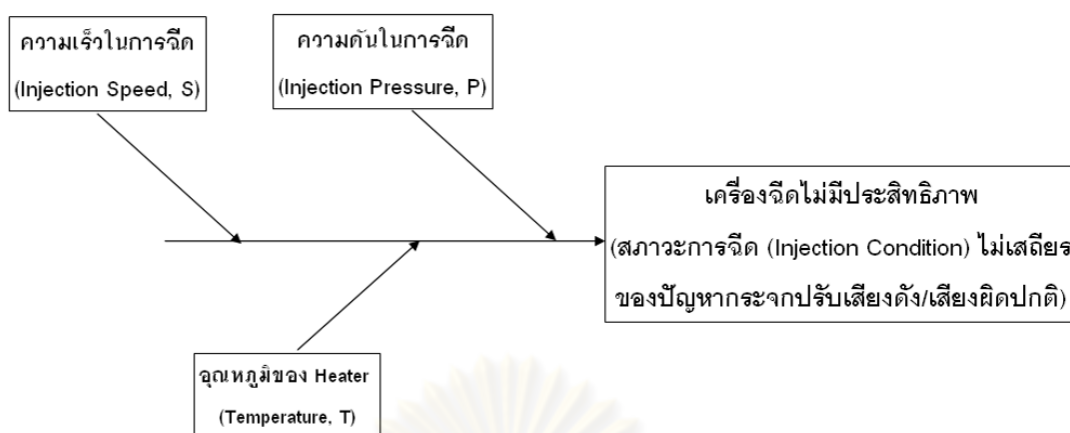 ความเร็วในการฉีด
(Injection Speed, S)
ความดันในการฉีด
(Injection Pressure, P)
เครื่องฉีดไม่มีประสิทธิภาพ
(สภาวะการฉีด (Injection Condition) ไม่เสถียร
ของปัญหากระจกปรับเสียงดัง/เสียงผิดปกติ)
อุณหภูมิของ Heater
(Temperature, T)